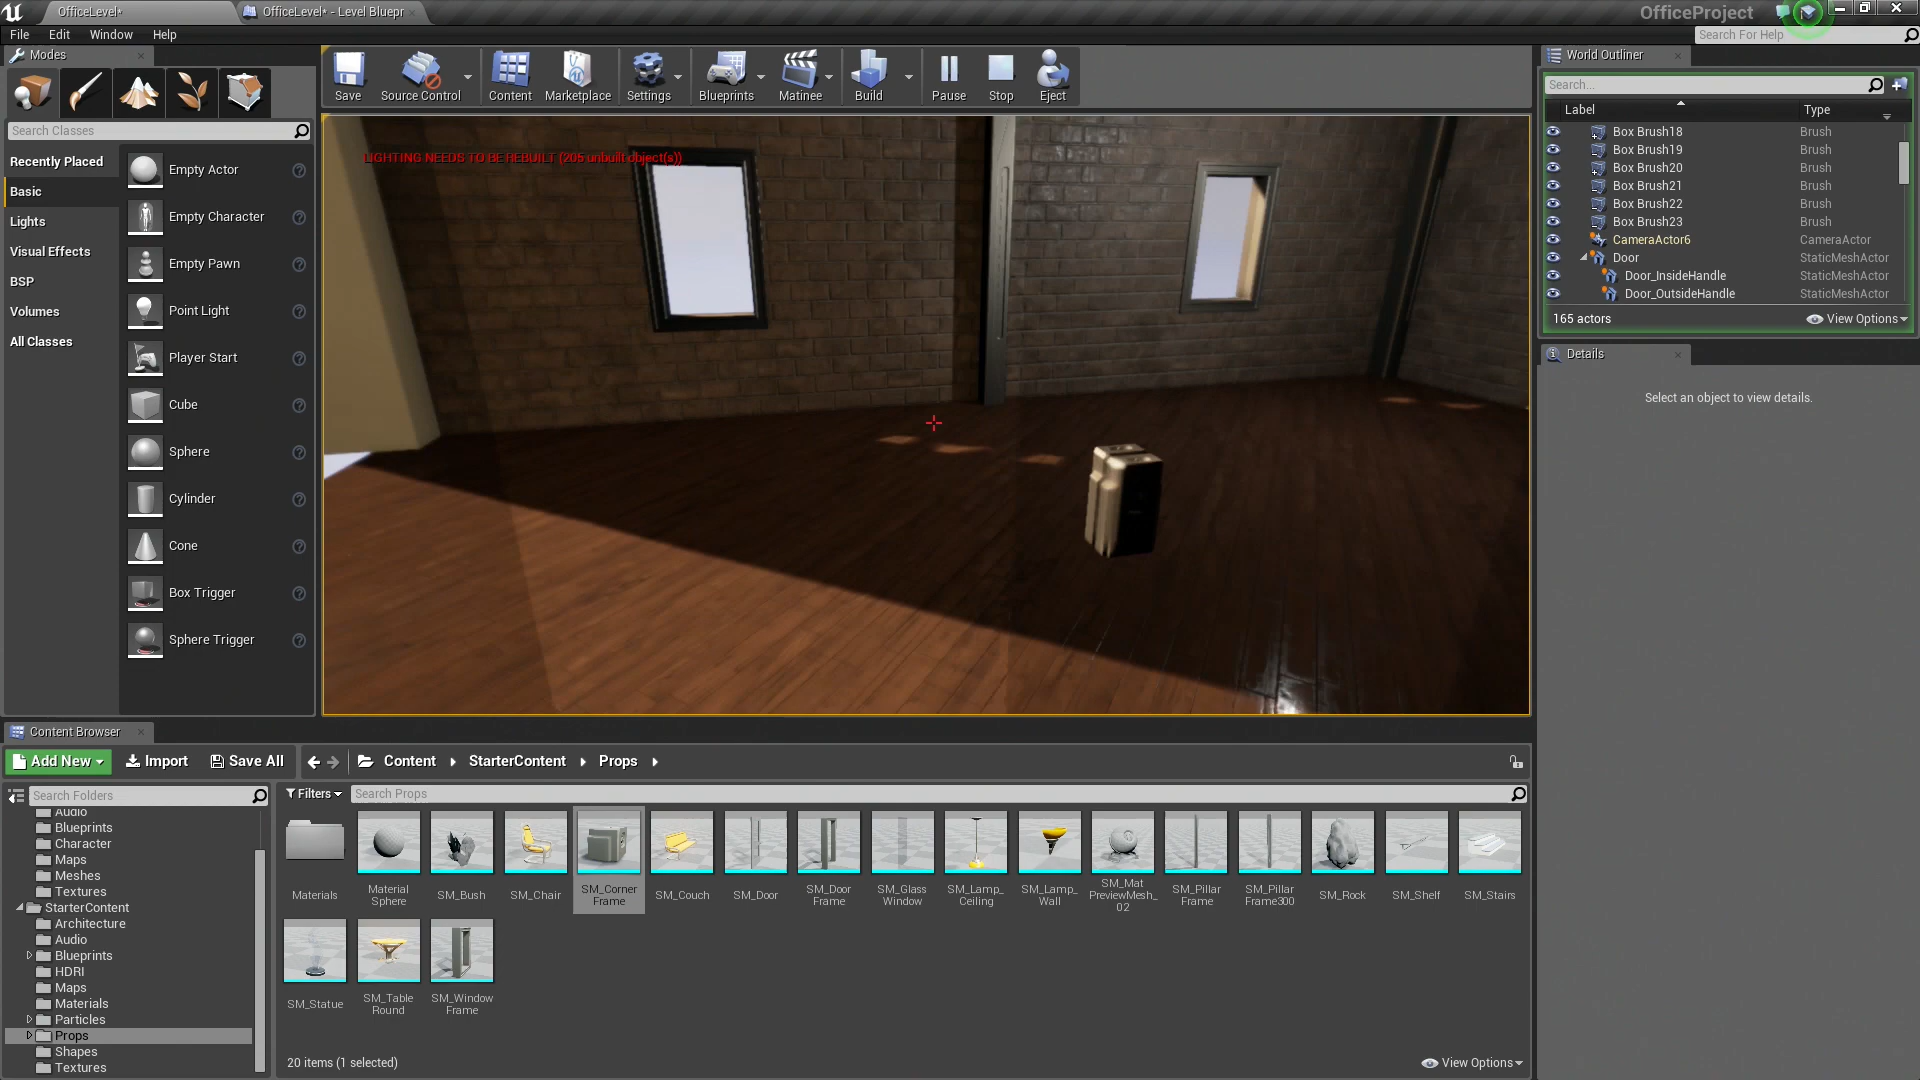 OfficeLevel*
OfficeLevel* - Level Bluepr
OfficeProject
File
Edit
Window
Help
Search For Help
Modes
Save
Source Control
Content
Marketplace
Settings
Blueprints
Matinee
Build
Pause
Stop
Eject
World Outliner
Search...
Label
Type
Search Classes
Recently Placed
Basic
Lights
Visual Effects
BSP
Volumes
All Classes
Empty Actor
Empty Character
Empty Pawn
Point Light
Player Start
Cube
Sphere
Cylinder
Cone
Box Trigger
Sphere Trigger
LIGHTING NEEDS TO BE REBUILT (205 unbuilt object(s))
Box Brush18 Brush
Box Brush19 Brush
Box Brush20 Brush
Box Brush21 Brush
Box Brush22 Brush
Box Brush23 Brush
CameraActor6 CameraActor
Door StaticMeshActor
Door_InsideHandle StaticMeshActor
Door_OutsideHandle StaticMeshActor
165 actors
View Options
Details
Select an object to view details.
Content Browser
Add New
Import
Save All
Content
StarterContent
Props
Search Folders
Filters
Search Props
Audio
Blueprints
Character
Maps
Meshes
Textures
StarterContent
Architecture
Audio
Blueprints
HDRI
Maps
Materials
Particles
Props
Shapes
Textures
Materials
Material
Sphere
SM_Bush
SM_Chair
SM_Corner
Frame
SM_Couch
SM_Door
SM_Door
Frame
SM_Glass
Window
SM_Lamp_
Ceiling
SM_Lamp_
Wall
SM_Mat
PreviewMesh_
02
SM_Pillar
Frame
SM_Pillar
Frame300
SM_Rock
SM_Shelf
SM_Stairs
SM_Statue
SM_Table
Round
SM_Window
Frame
20 items (1 selected)
View Options